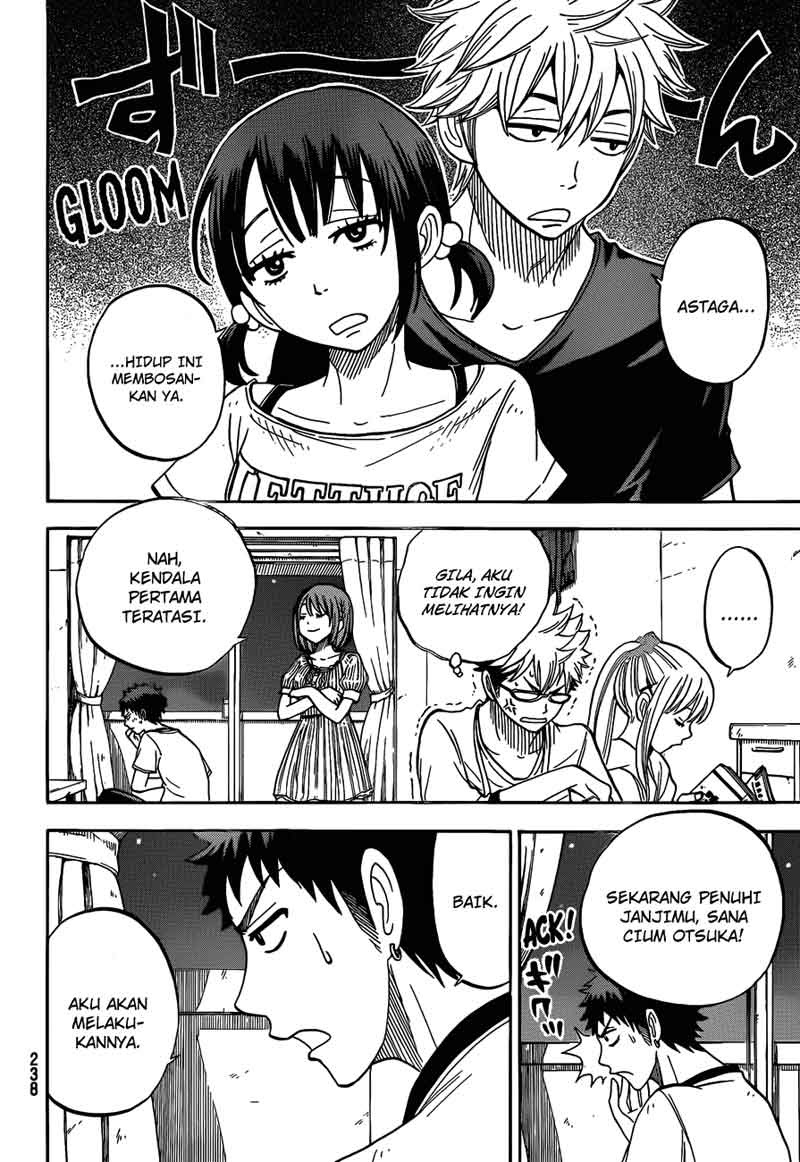 ず
ーん
GLOOM
ASTAGA...
...HIDUP INI
MEMBOSAN-
KAN YA.
......
GILA, AKU
TIDAK INGIN
MELIHATNYA!
NAH,
KENDALA
PERTAMA
TERATASI.
SEKARANG PENUHI
JANJIMU, SANA
CIUM OTSUKA!
ACK!
ギクッ
BAIK.
AKU AKAN
MELAKU-
KANNYA.
238